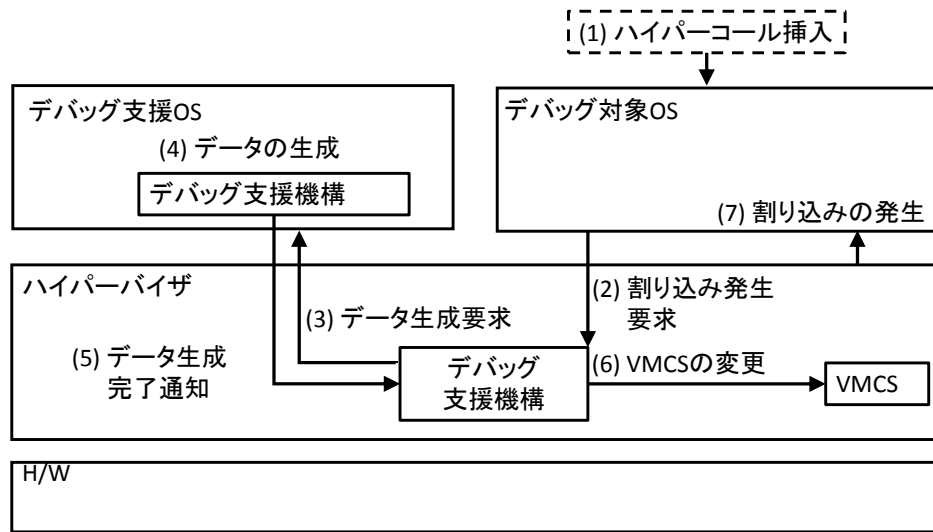 (1) ハイパーコール挿入
デバッグ支援OS
(4) データの生成
デバッグ支援機構
デバッグ対象OS
(7) 割り込みの発生
ハイパーバイザ
(2) 割り込み発生
要求
(3) データ生成要求
(5) データ生成
完了通知
デバッグ
支援機構
(6) VMCSの変更
VMCS
H/W